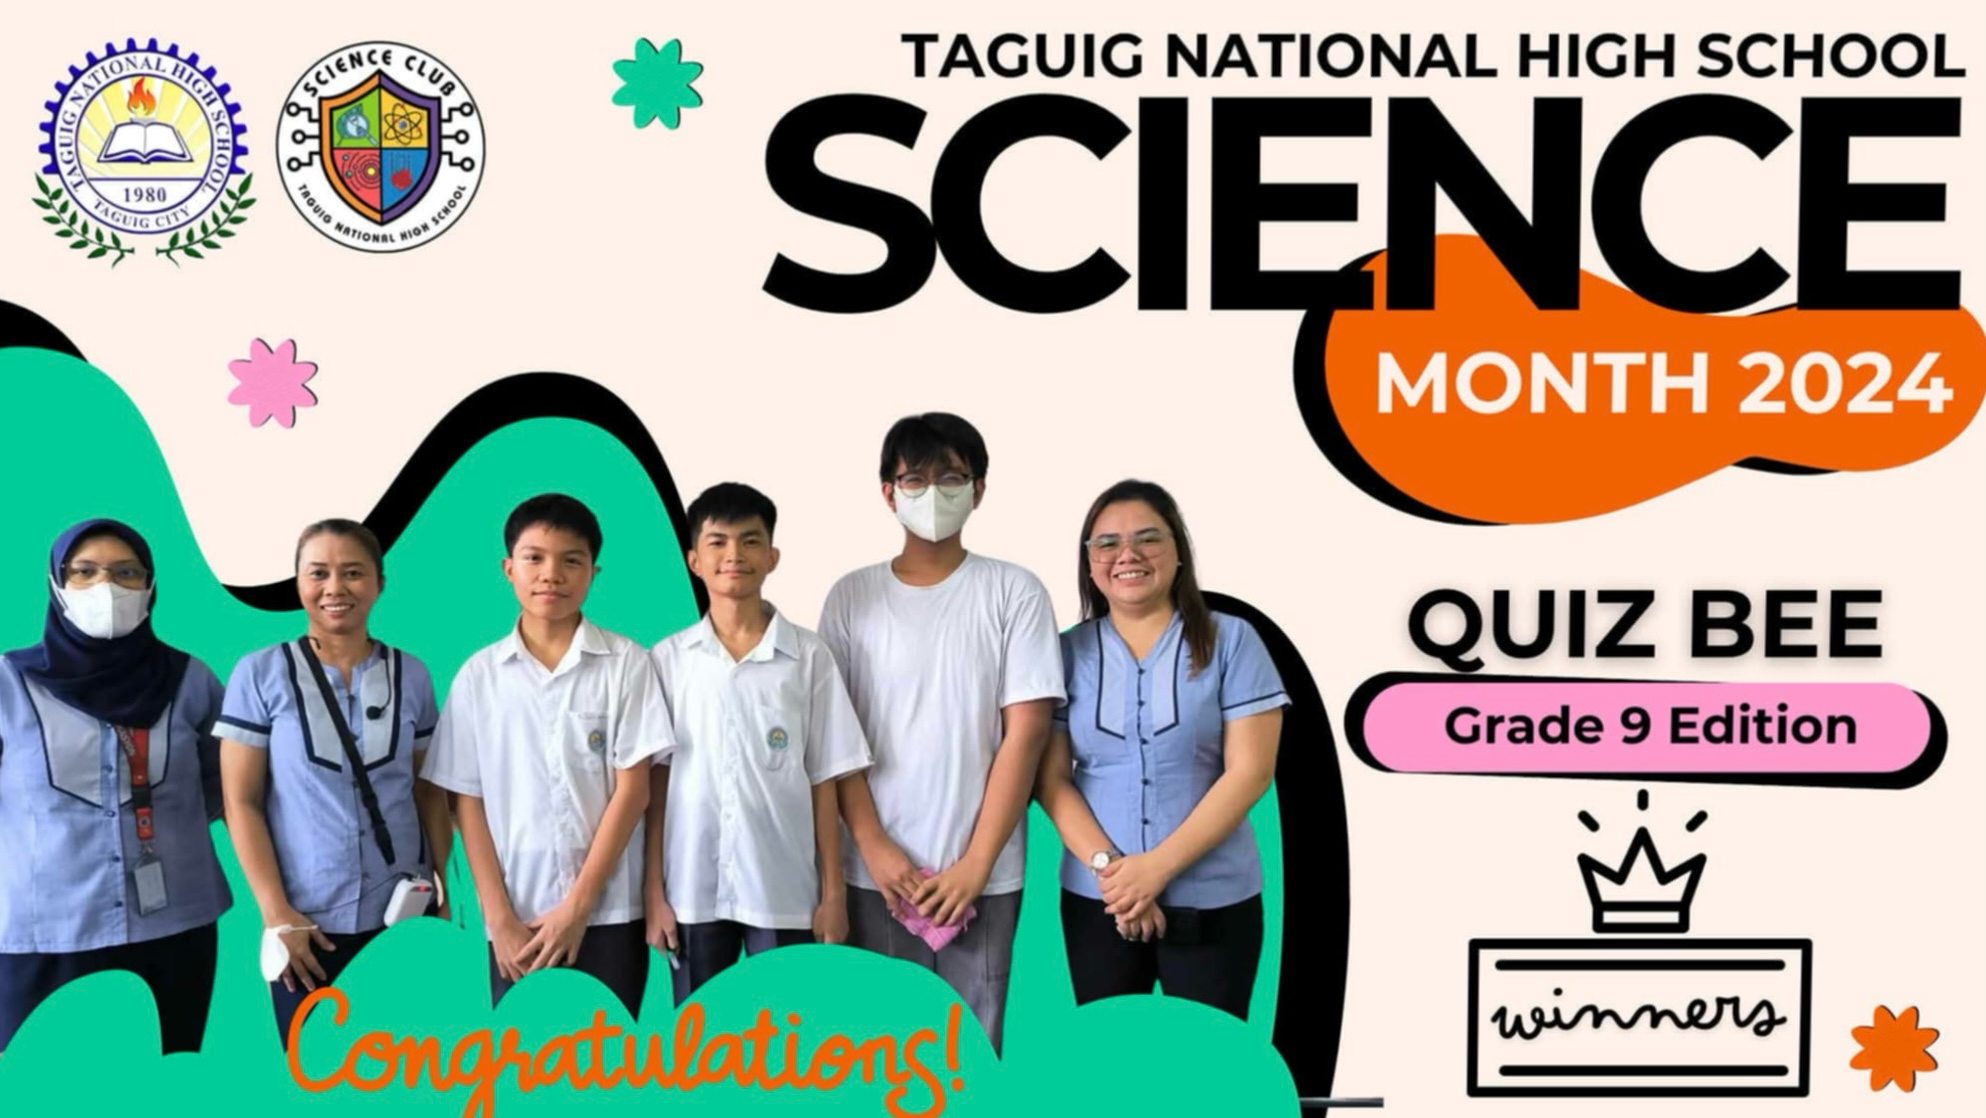 TAGUIG NATIONAL HIGH SCHOOL
1980
TAGUIG CITY
SCIENCE CLUB
TAGUIG NATIONAL HIGH SCHOOL
TAGUIG NATIONAL HIGH SCHOOL
SCIENCE
MONTH 2024
QUIZ BEE
Grade 9 Edition
winners
Congratulations!